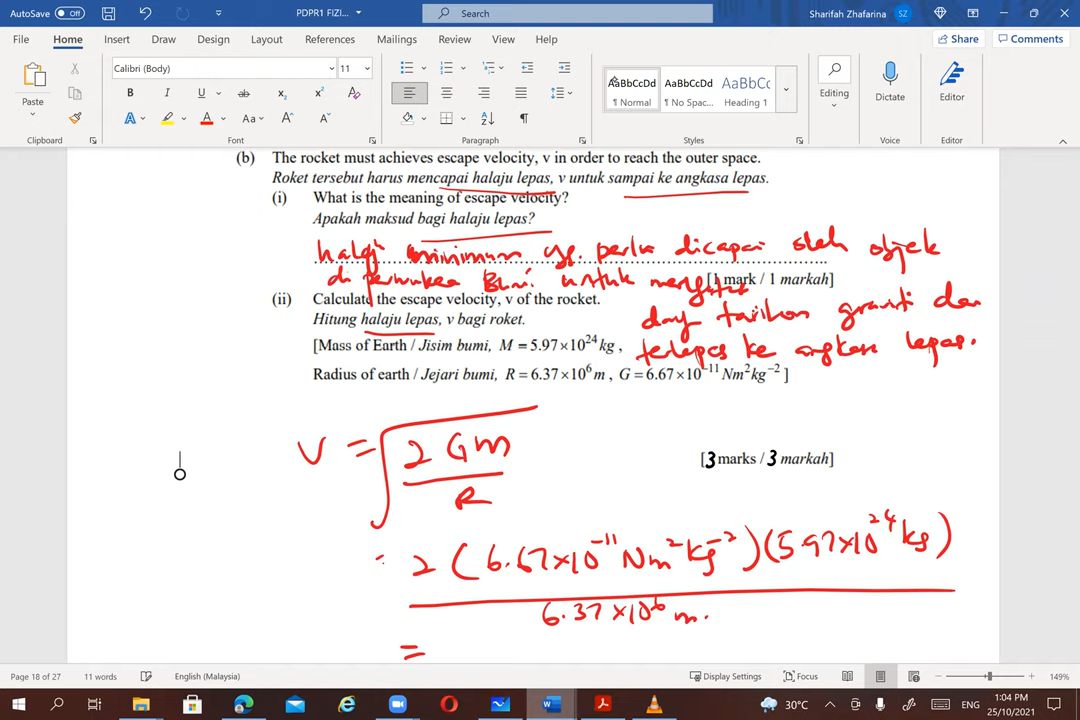 AutoSave Off PDPR1 FIZI... Search Sharifah Zhafarina SZ
File Home Insert Draw Design Layout References Mailings Review View Help Share Comments
Calibri (Body) 11
Paste
B I U ab x₂ x² A
A A Aa A A
AaBbCcDd AaBbCcDd AaBbCc
¶ Normal ¶ No Spac... Heading 1
Editing Dictate Editor
Clipboard Font Paragraph Styles Voice Editor
(b) The rocket must achieves escape velocity, v in order to reach the outer space.
Roket tersebut harus mencapai halaju lepas, v untuk sampai ke angkasa lepas.
(i) What is the meaning of escape velocity?
Apakah maksud bagi halaju lepas?
halaju minimum yg. perlu dicapai oleh objek
di permukaan Bumi untuk mengatasi
[1 mark / 1 markah]
daya tarikan graviti dan
terlepas ke angkasa lepas.
(ii) Calculate the escape velocity, v of the rocket.
Hitung halaju lepas, v bagi roket.
[Mass of Earth / Jisim bumi, M = 5.97×10²⁴ kg ,
Radius of earth / Jejari bumi, R = 6.37×10⁶ m , G = 6.67×10⁻¹¹ Nm²kg⁻² ]
V = √(2 GM / R)
[3 marks / 3 markah]
= 2 (6.67×10⁻¹¹ Nm² kg⁻²)(5.97×10²⁴ kg)
6.37 ×10⁶ m.
=
Page 18 of 27 11 words English (Malaysia) Display Settings Focus 149%
30°C ENG 1:04 PM
25/10/2021